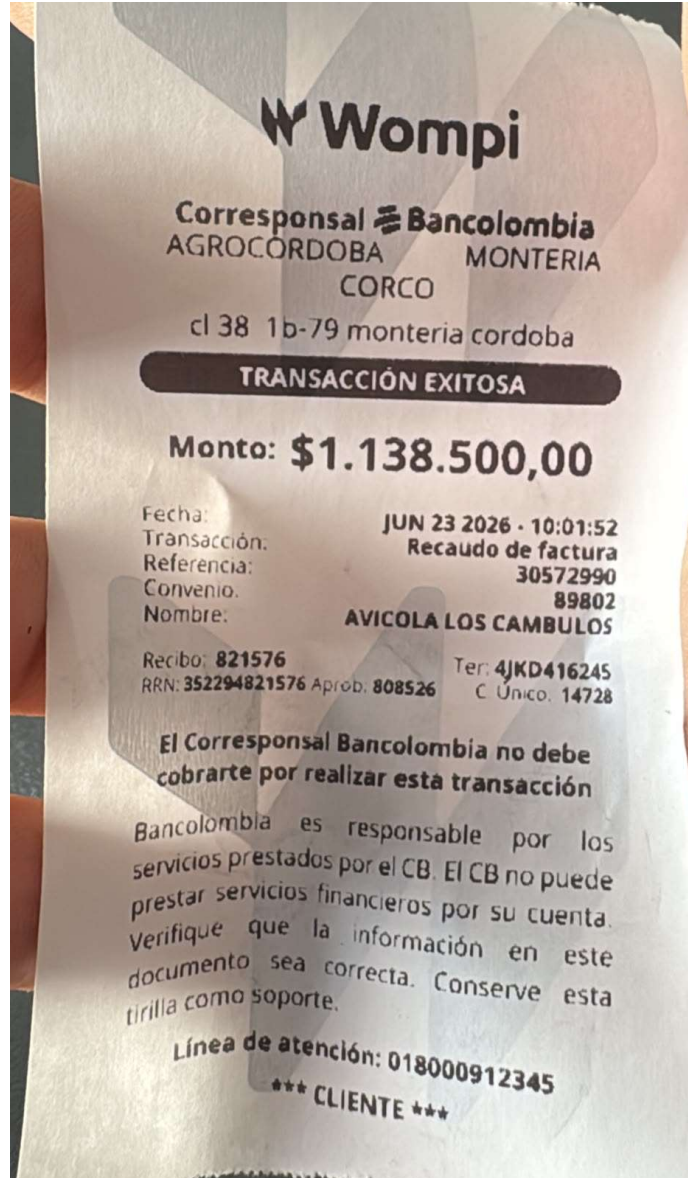 Wompi
Corresponsal Bancolombia
AGROCORDOBA MONTERIA
CORCO
cl 38 1b-79 monteria cordoba
TRANSACCIÓN EXITOSA
Monto: $1.138.500,00
Fecha: JUN 23 2026 · 10:01:52
Transacción: Recaudo de factura
Referencia: 30572990
Convenio: 89802
Nombre: AVICOLA LOS CAMBULOS
Recibo: 821576 Ter: 4JKD416245
RRN: 352294821576 Aprob: 808526 C Único. 14728
El Corresponsal Bancolombia no debe
cobrarte por realizar esta transacción
Bancolombia es responsable por los
servicios prestados por el CB. El CB no puede
prestar servicios financieros por su cuenta.
Verifique que la información en este
documento sea correcta. Conserve esta
tirilla como soporte.
Línea de atención: 018000912345
*** CLIENTE ***